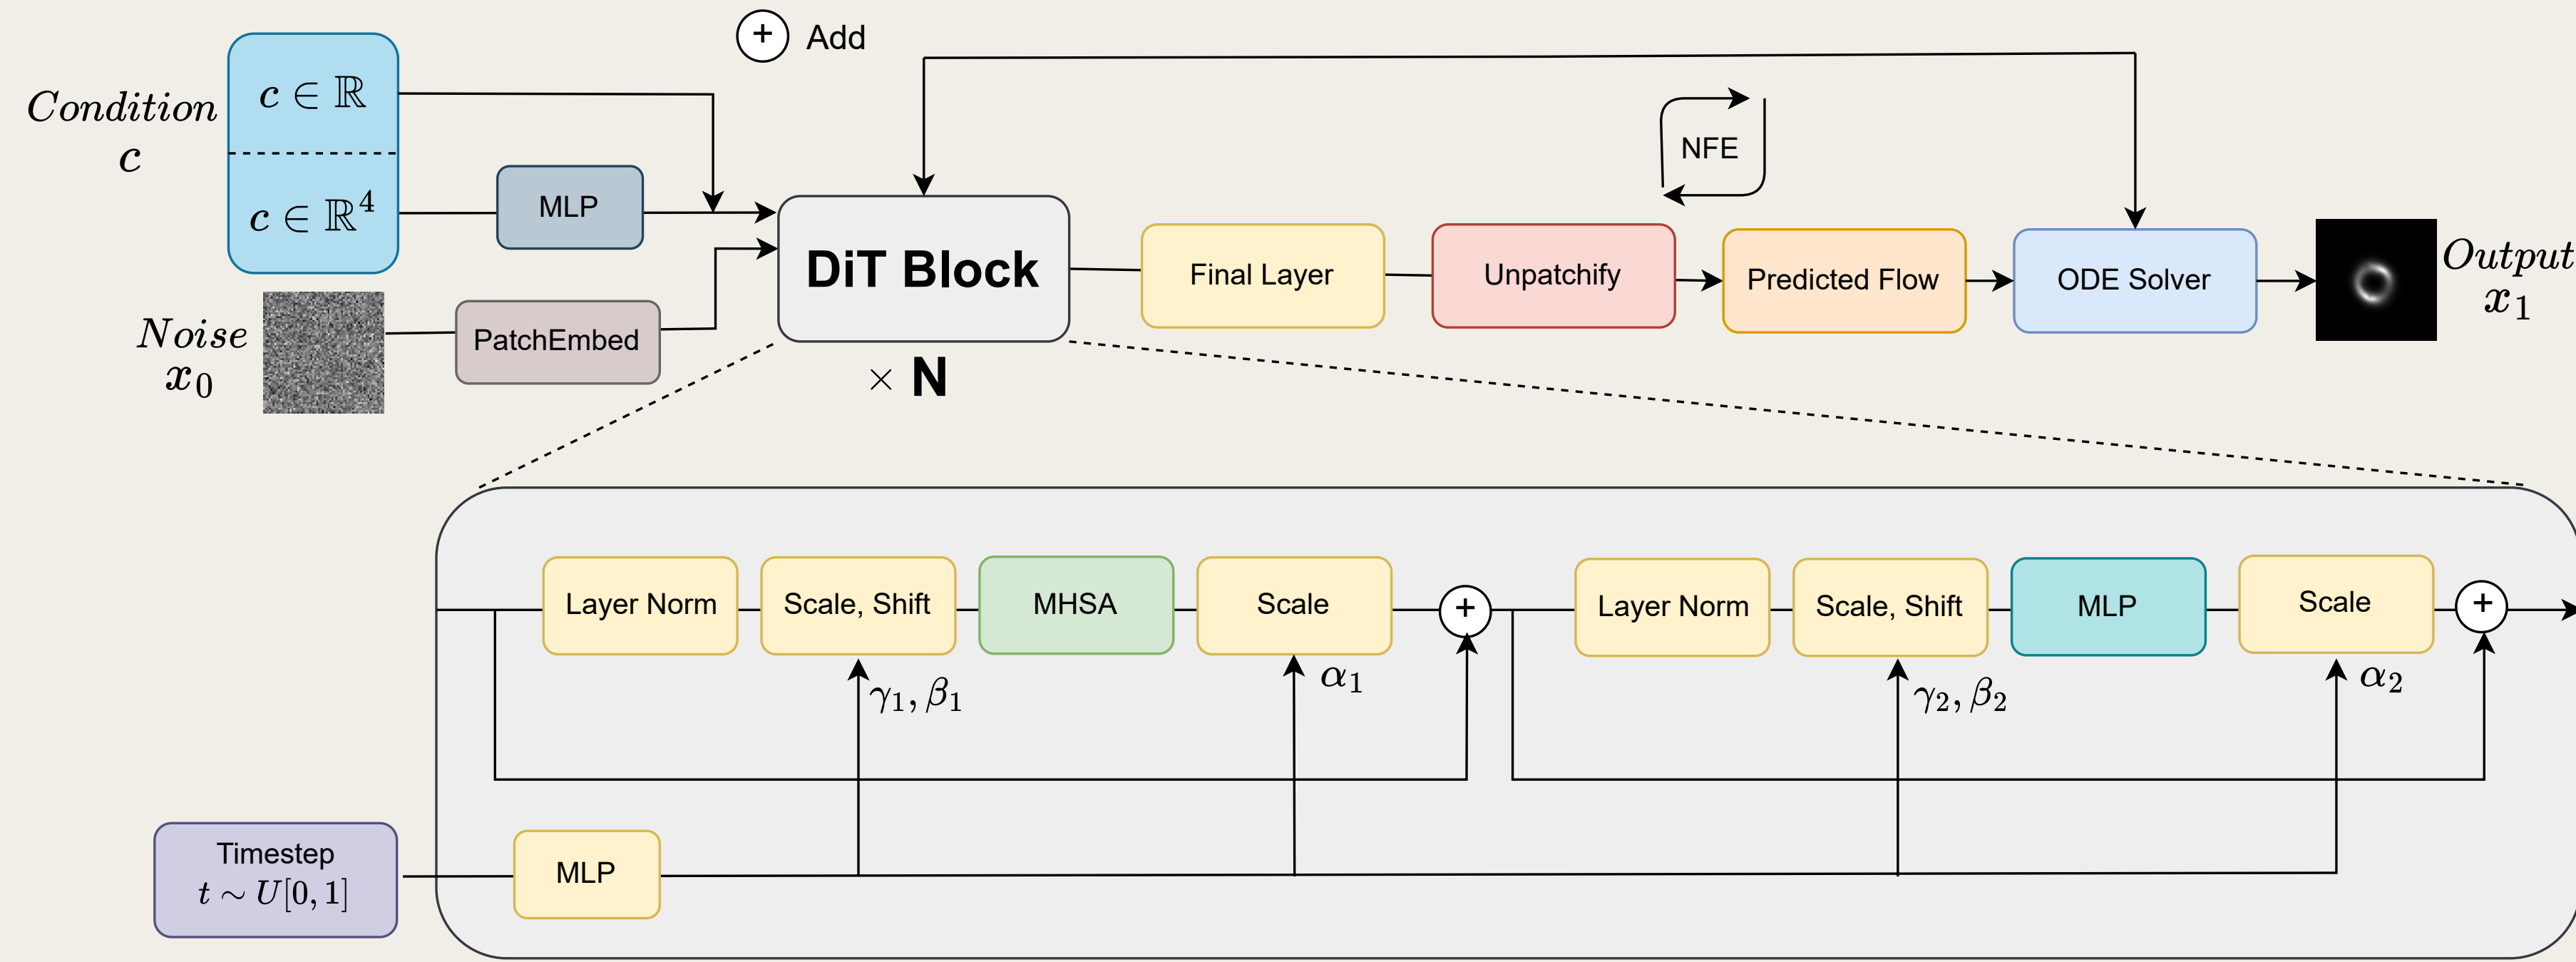 + Add
Condition
c
c ∈ ℝ
c ∈ ℝ⁴
MLP
Noise
x₀
PatchEmbed
DiT Block
× N
Final Layer
Unpatchify
NFE
Predicted Flow
ODE Solver
Output
x₁
Layer Norm
Scale, Shift
MHSA
Scale
+
Layer Norm
Scale, Shift
MLP
Scale
+
γ₁, β₁
α₁
γ₂, β₂
α₂
Timestep
t ∼ U[0, 1]
MLP